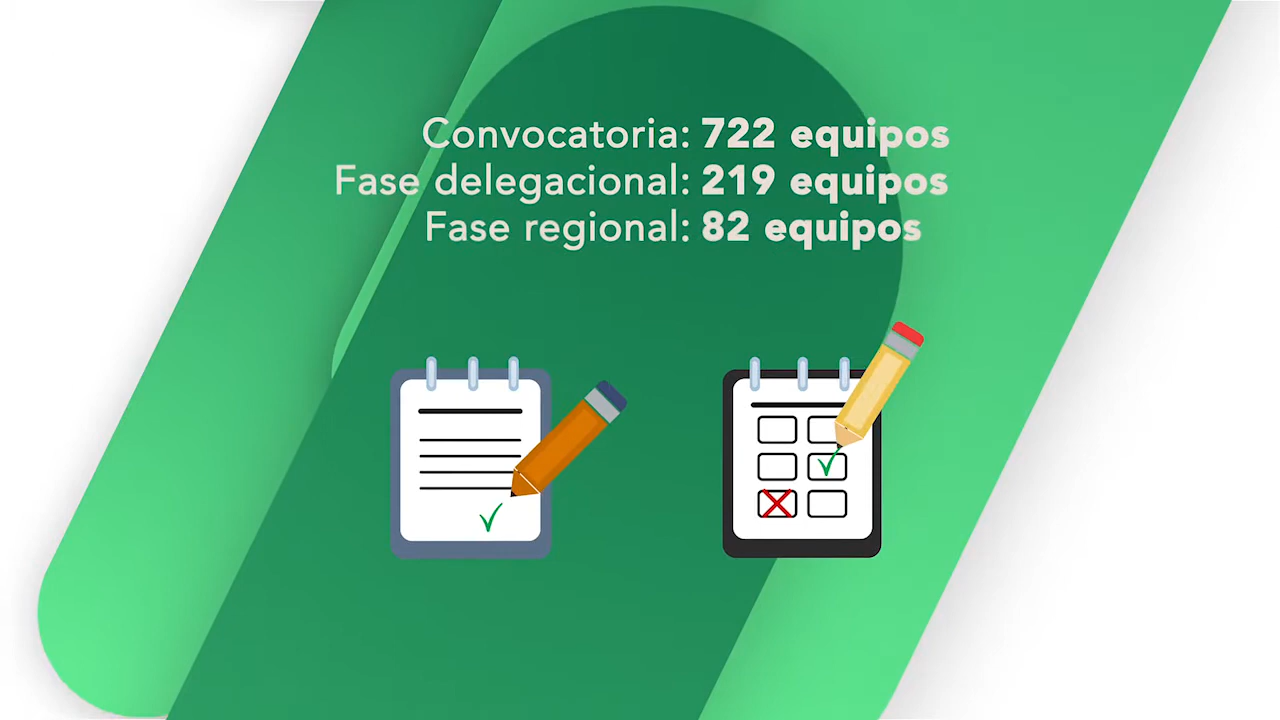 Convocatoria: 722 equipos
Fase delegacional: 219 equipos
Fase regional: 82 equipos